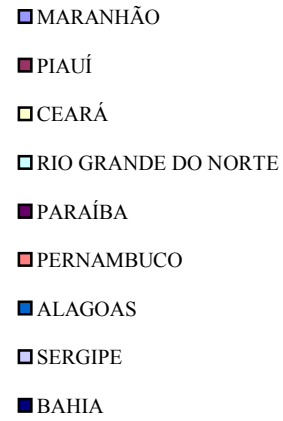 MARANHÃO
PIAUÍ
CEARÁ
RIO GRANDE DO NORTE
PARAÍBA
PERNAMBUCO
ALAGOAS
SERGIPE
BAHIA